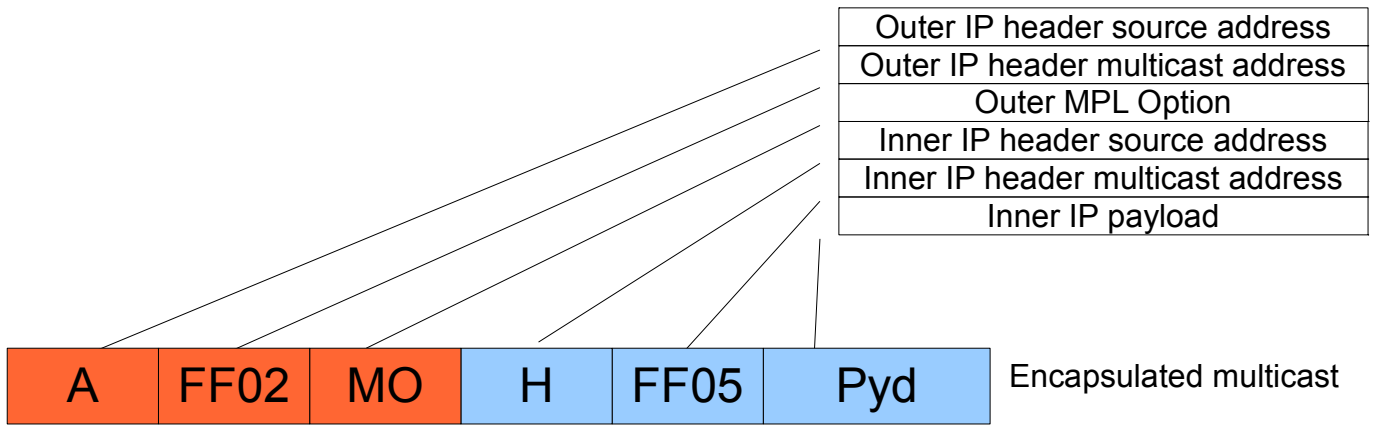 Outer IP header source address
Outer IP header multicast address
Outer MPL Option
Inner IP header source address
Inner IP header multicast address
Inner IP payload
A FF02 MO H FF05 Pyd Encapsulated multicast